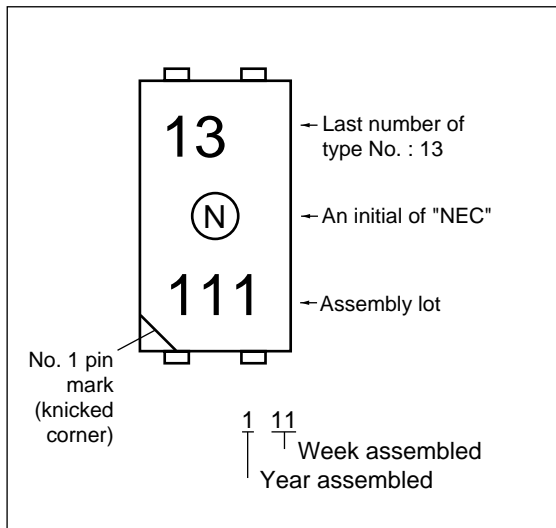 13
Last number of
type No. : 13
N
An initial of "NEC"
111
Assembly lot
No. 1 pin
mark
(knicked
corner)
1 11
Week assembled
Year assembled